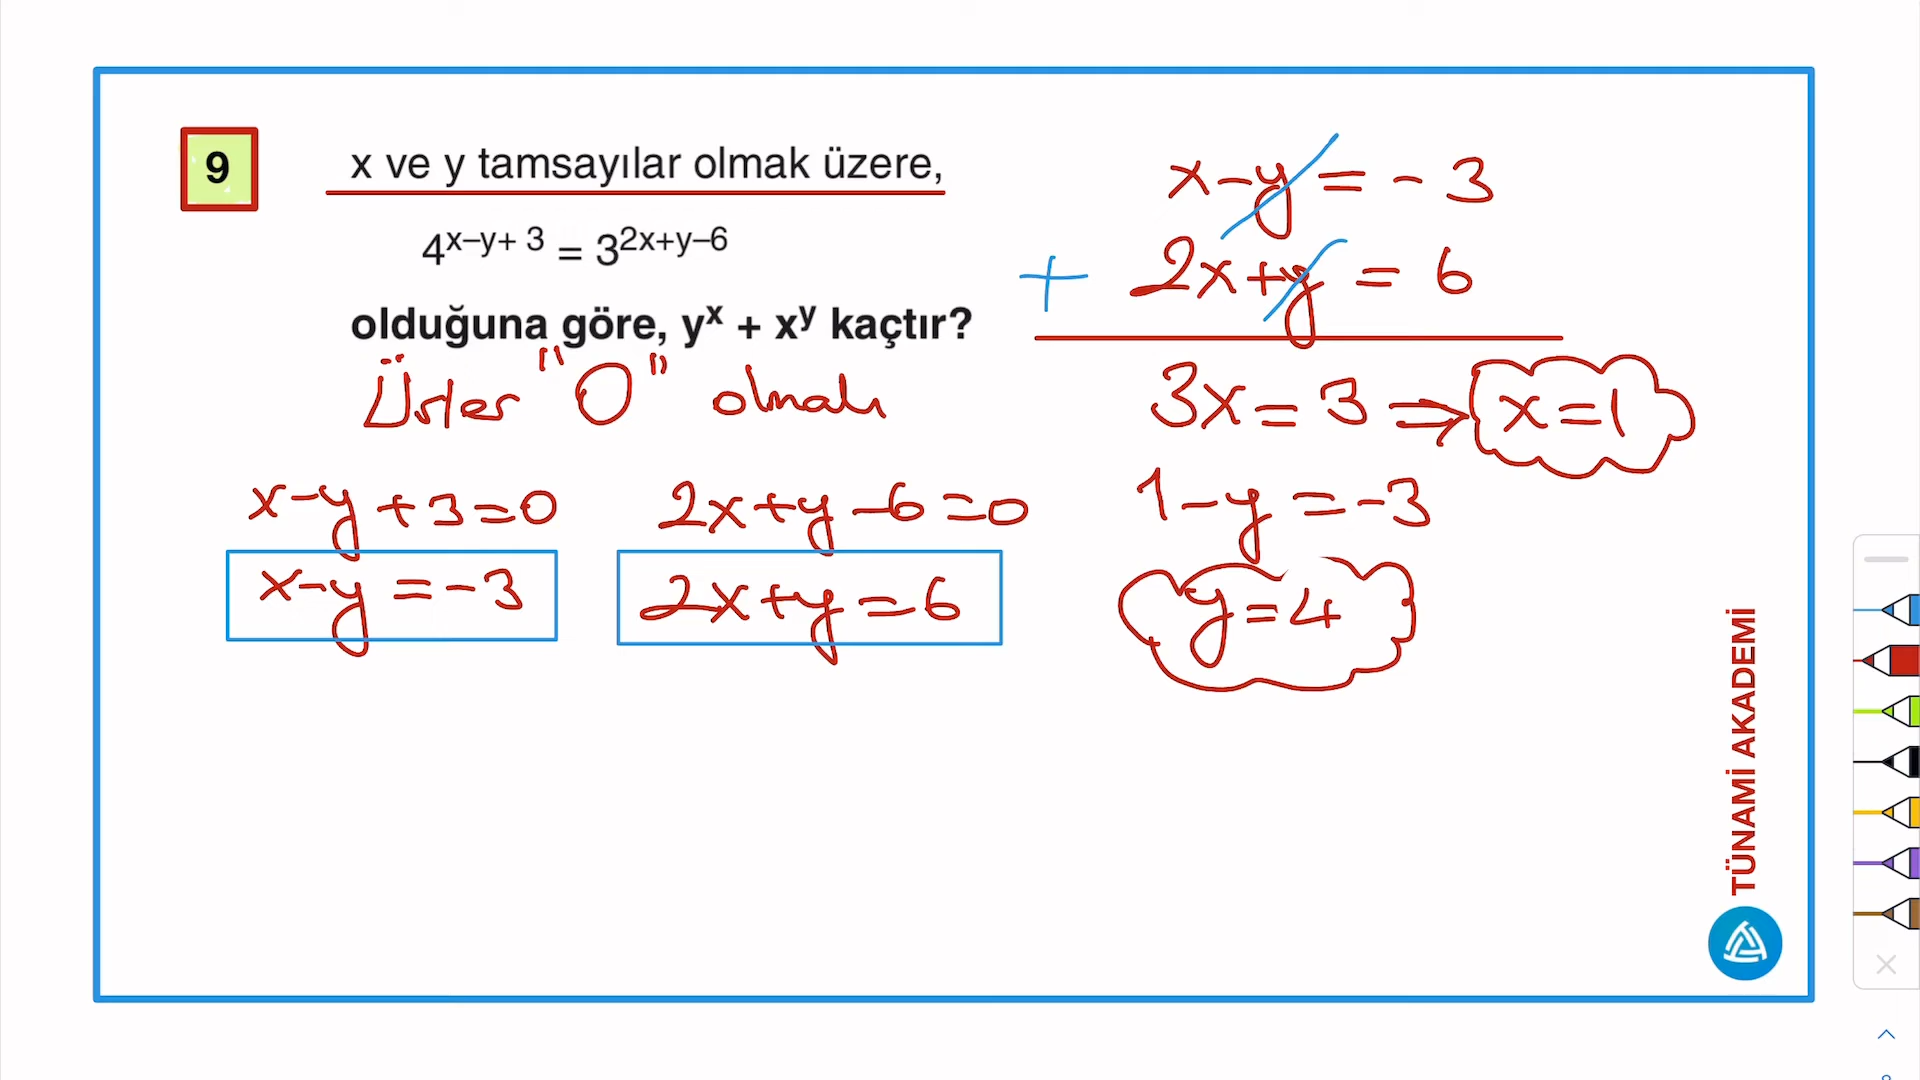 9
x ve y tamsayılar olmak üzere,
4^{x–y+ 3} = 3^{2x+y–6}
olduğuna göre, y^x + x^y kaçtır?
Üsler "0" olmalı
x-y+3=0
x-y=-3
2x+y-6=0
2x+y=6
x-y=-3
+ 2x+y=6
3x=3 ⇒ x=1
1-y=-3
y=4
TÜNAMİ AKADEMİ